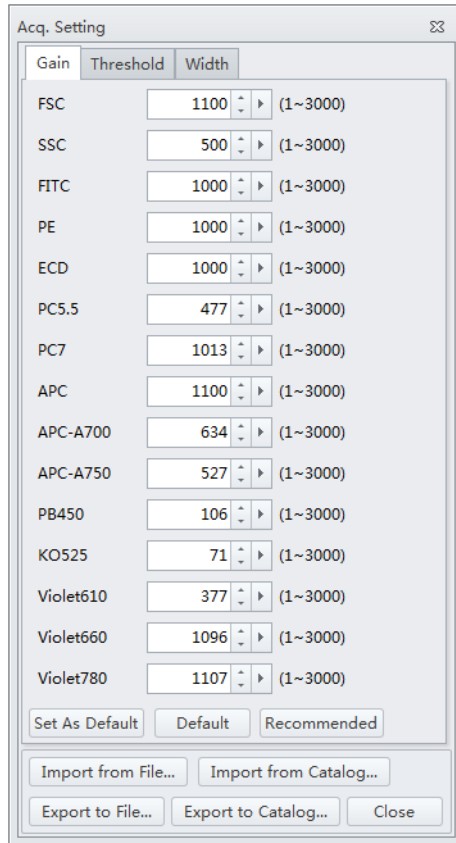 Acq. Setting
Gain Threshold Width
FSC 1100 (1~3000)
SSC 500 (1~3000)
FITC 1000 (1~3000)
PE 1000 (1~3000)
ECD 1000 (1~3000)
PC5.5 477 (1~3000)
PC7 1013 (1~3000)
APC 1100 (1~3000)
APC-A700 634 (1~3000)
APC-A750 527 (1~3000)
PB450 106 (1~3000)
KO525 71 (1~3000)
Violet610 377 (1~3000)
Violet660 1096 (1~3000)
Violet780 1107 (1~3000)
Set As Default Default Recommended
Import from File... Import from Catalog...
Export to File... Export to Catalog... Close